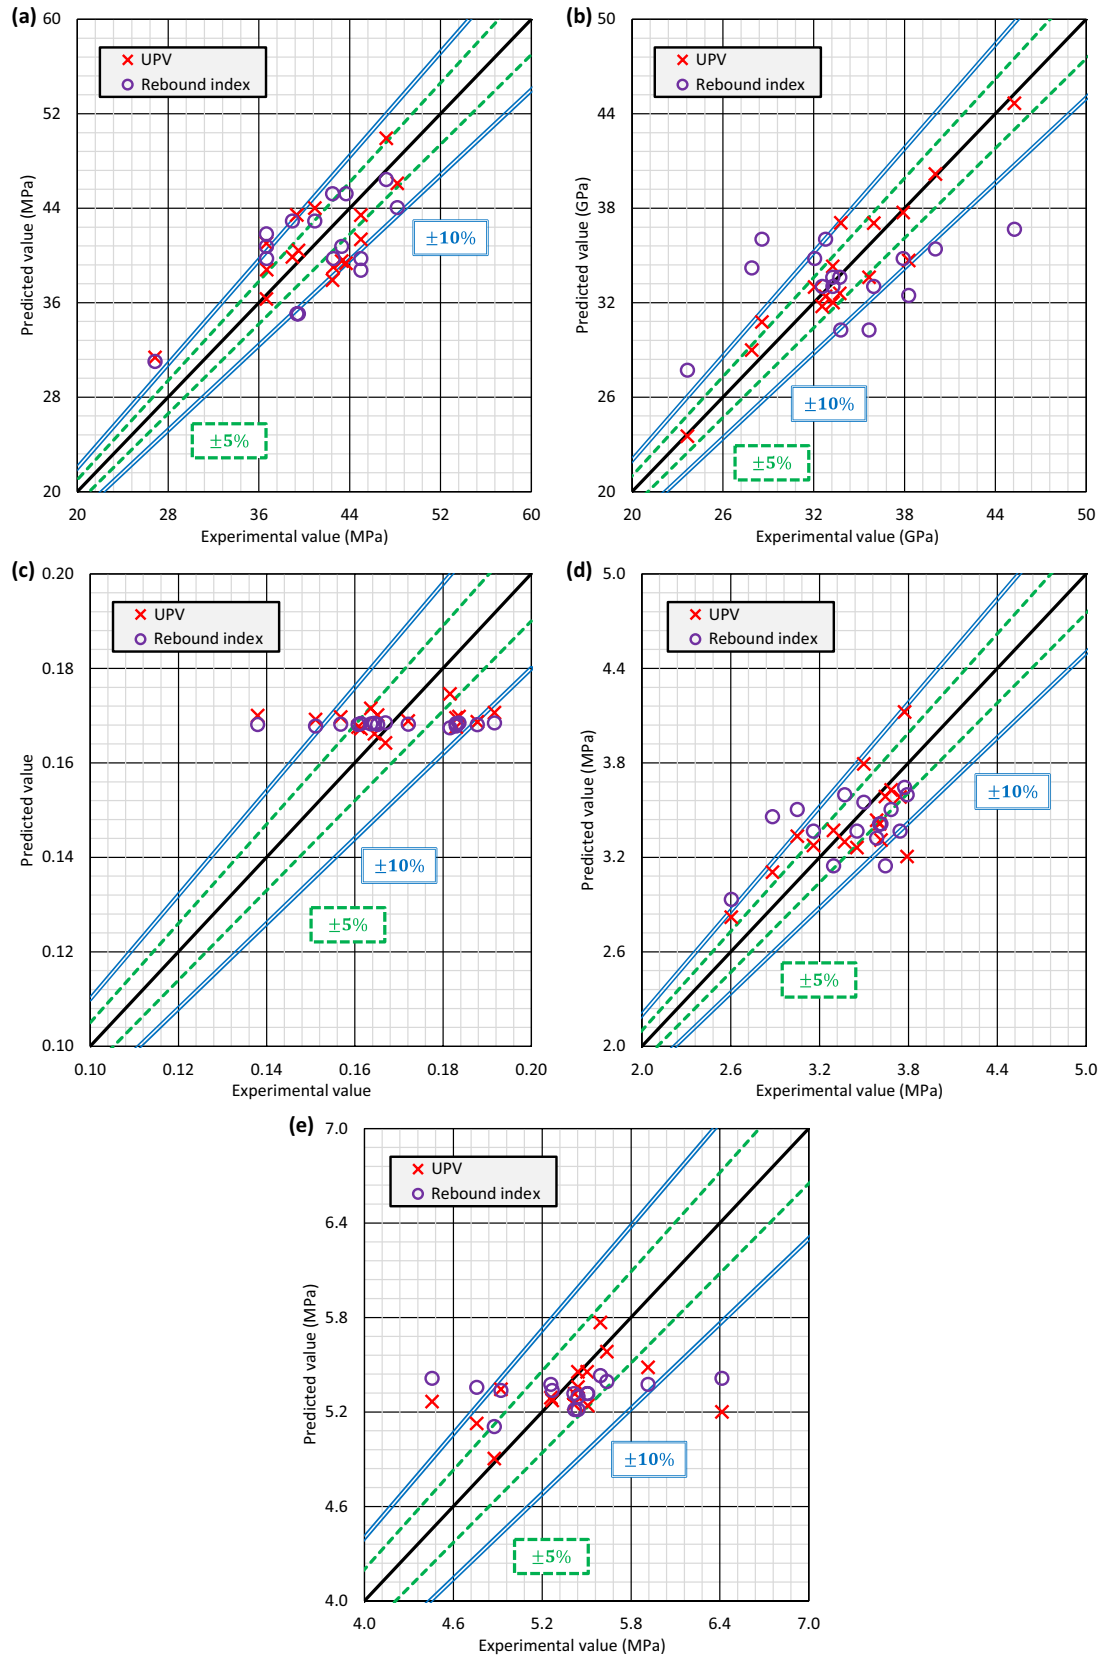 (a)
60
52
44
36
28
20
Predicted value (MPa)
UPV
Rebound index
±10%
±5%
20 28 36 44 52 60
Experimental value (MPa)
(b)
50
44
38
32
26
20
Predicted value (GPa)
UPV
Rebound index
±10%
±5%
20 26 32 38 44 50
Experimental value (GPa)
(c)
0.20
0.18
0.16
0.14
0.12
0.10
Predicted value
UPV
Rebound index
±10%
±5%
0.10 0.12 0.14 0.16 0.18 0.20
Experimental value
(d)
5.0
4.4
3.8
3.2
2.6
2.0
Predicted value (MPa)
UPV
Rebound index
±10%
±5%
2.0 2.6 3.2 3.8 4.4 5.0
Experimental value (MPa)
(e)
7.0
6.4
5.8
5.2
4.6
4.0
Predicted value (MPa)
UPV
Rebound index
±10%
±5%
4.0 4.6 5.2 5.8 6.4 7.0
Experimental value (MPa)